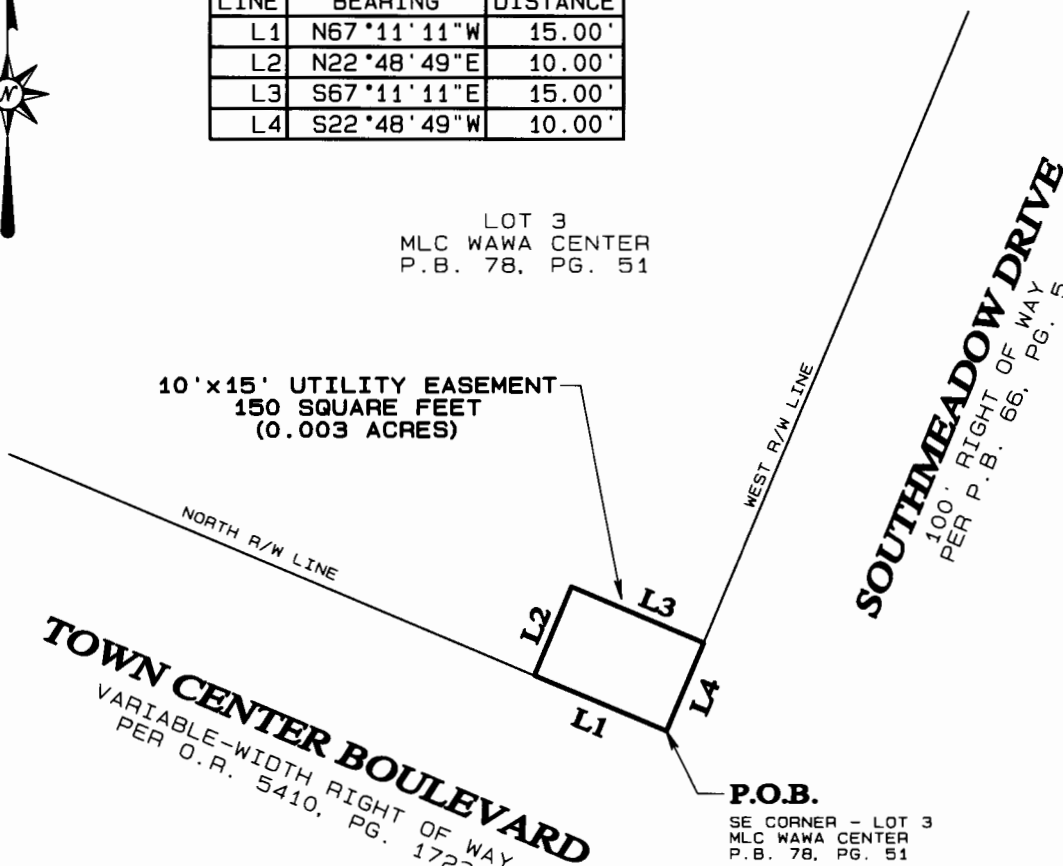 LINE BEARING DISTANCE
L1 N67°11'11"W 15.00'
L2 N22°48'49"E 10.00'
L3 S67°11'11"E 15.00'
L4 S22°48'49"W 10.00'
N
LOT 3
MLC WAWA CENTER
P.B. 78, PG. 51
10'x15' UTILITY EASEMENT
150 SQUARE FEET
(0.003 ACRES)
WEST R/W LINE
SOUTHMEADOW DRIVE
100' RIGHT OF WAY
PER P.B. 66, PG.
NORTH R/W LINE
L2
L3
L1
L4
TOWN CENTER BOULEVARD
VARIABLE-WIDTH RIGHT OF WAY
PER O.R. 5410, PG.
P.O.B.
SE CORNER - LOT 3
MLC WAWA CENTER
P.B. 78, PG. 51